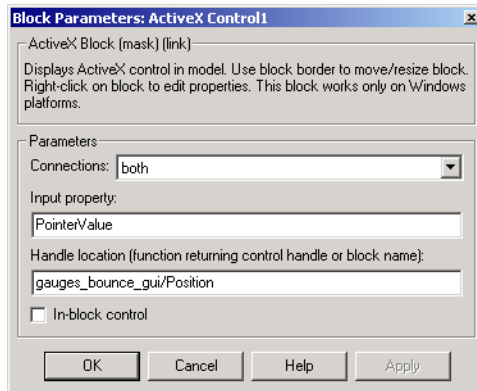 Block Parameters: ActiveX Control1
ActiveX Block (mask) (link)
Displays ActiveX control in model. Use block border to move/resize block.
Right-click on block to edit properties. This block works only on Windows
platforms.
Parameters
Connections: both
Input property:
PointerValue
Handle location (function returning control handle or block name):
gauges_bounce_gui/Position
In-block control
OK Cancel Help Apply